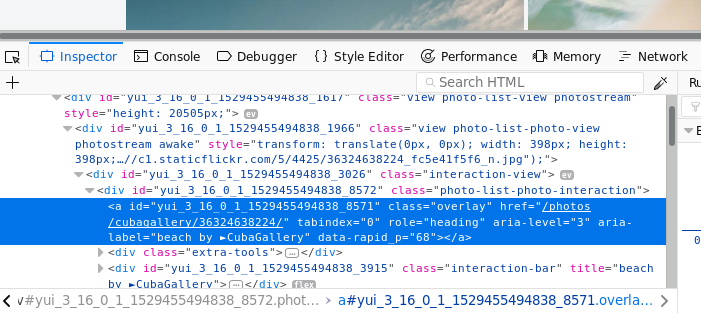 Inspector Console Debugger {} Style Editor Performance Memory Network
+ Search HTML Ru
<div id="yui_3_16_0_1_1529455494838_1617" class="view photo-list-view photostream"
style="height: 20505px;"> ev
<div id="yui_3_16_0_1_1529455494838_1966" class="view photo-list-photo-view
photostream awake" style="transform: translate(0px, 0px); width: 398px; height:
398px;…//c1.staticflickr.com/5/4425/36324638224_fc5e41f5f6_n.jpg");">
<div id="yui_3_16_0_1_1529455494838_3026" class="interaction-view"> ev
<div id="yui_3_16_0_1_1529455494838_8572" class="photo-list-photo-interaction">
<a id="yui_3_16_0_1_1529455494838_8571" class="overlay" href="/photos
/cubagallery/36324638224/" tabindex="0" role="heading" aria-level="3" aria-
label="beach by ►CubaGallery" data-rapid_p="68"></a>
<div class="extra-tools">…</div>
<div id="yui_3_16_0_1_1529455494838_3915" class="interaction-bar" title="beach
by ►CubaGallery">…</div> flex
v#yui_3_16_0_1_1529455494838_8572.phot… a#yui_3_16_0_1_1529455494838_8571.overla…
0